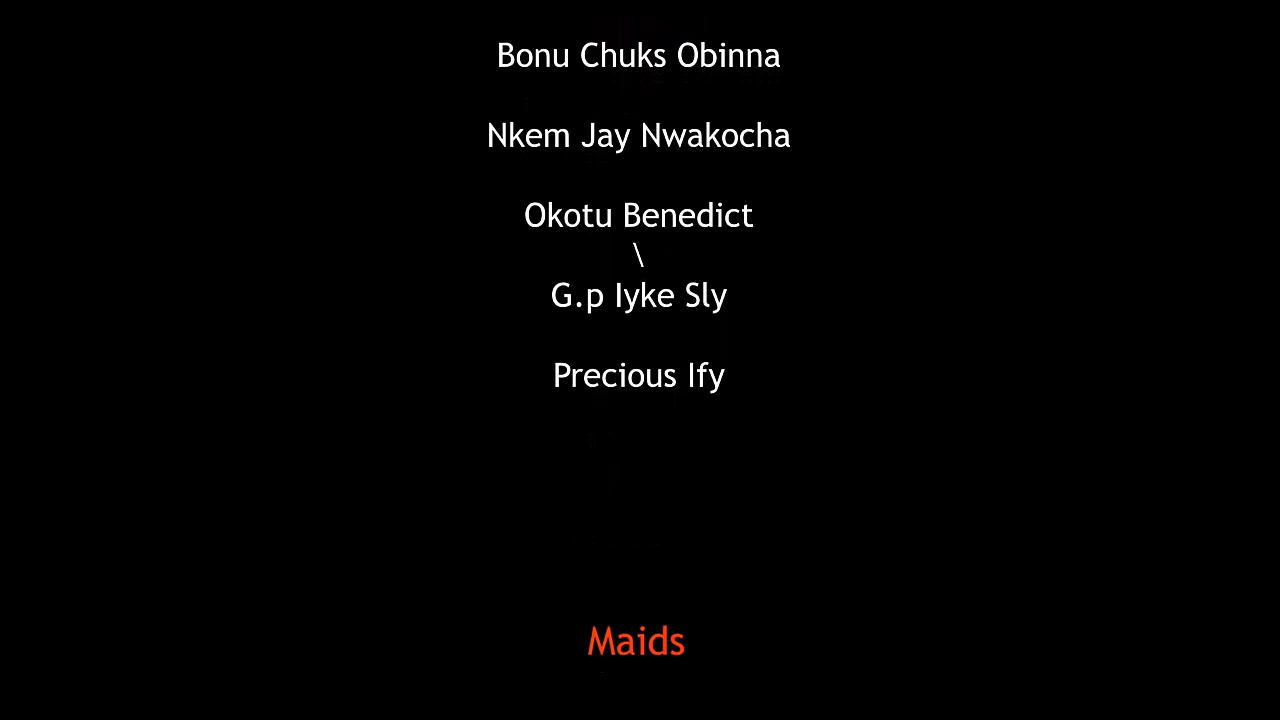 Bonu Chuks Obinna
Nkem Jay Nwakocha
Okotu Benedict
\
G.p Iyke Sly
Precious Ify
Maids